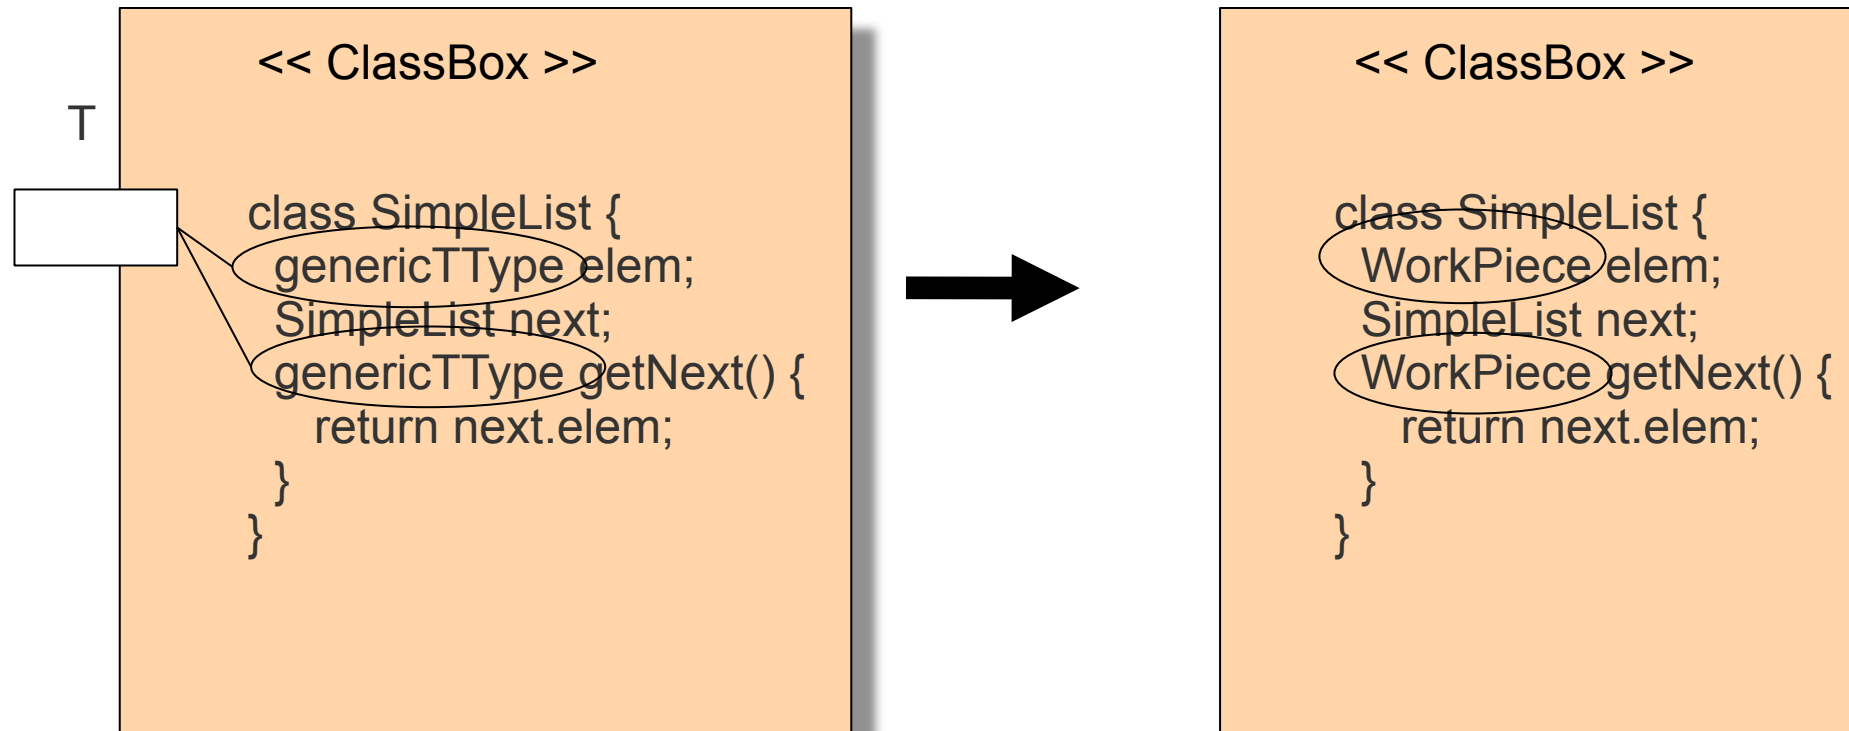 << ClassBox >>
T
class SimpleList {
genericTType elem;
SimpleList next;
genericTType getNext() {
return next.elem;
}
}
<< ClassBox >>
class SimpleList {
WorkPiece elem;
SimpleList next;
WorkPiece getNext() {
return next.elem;
}
}